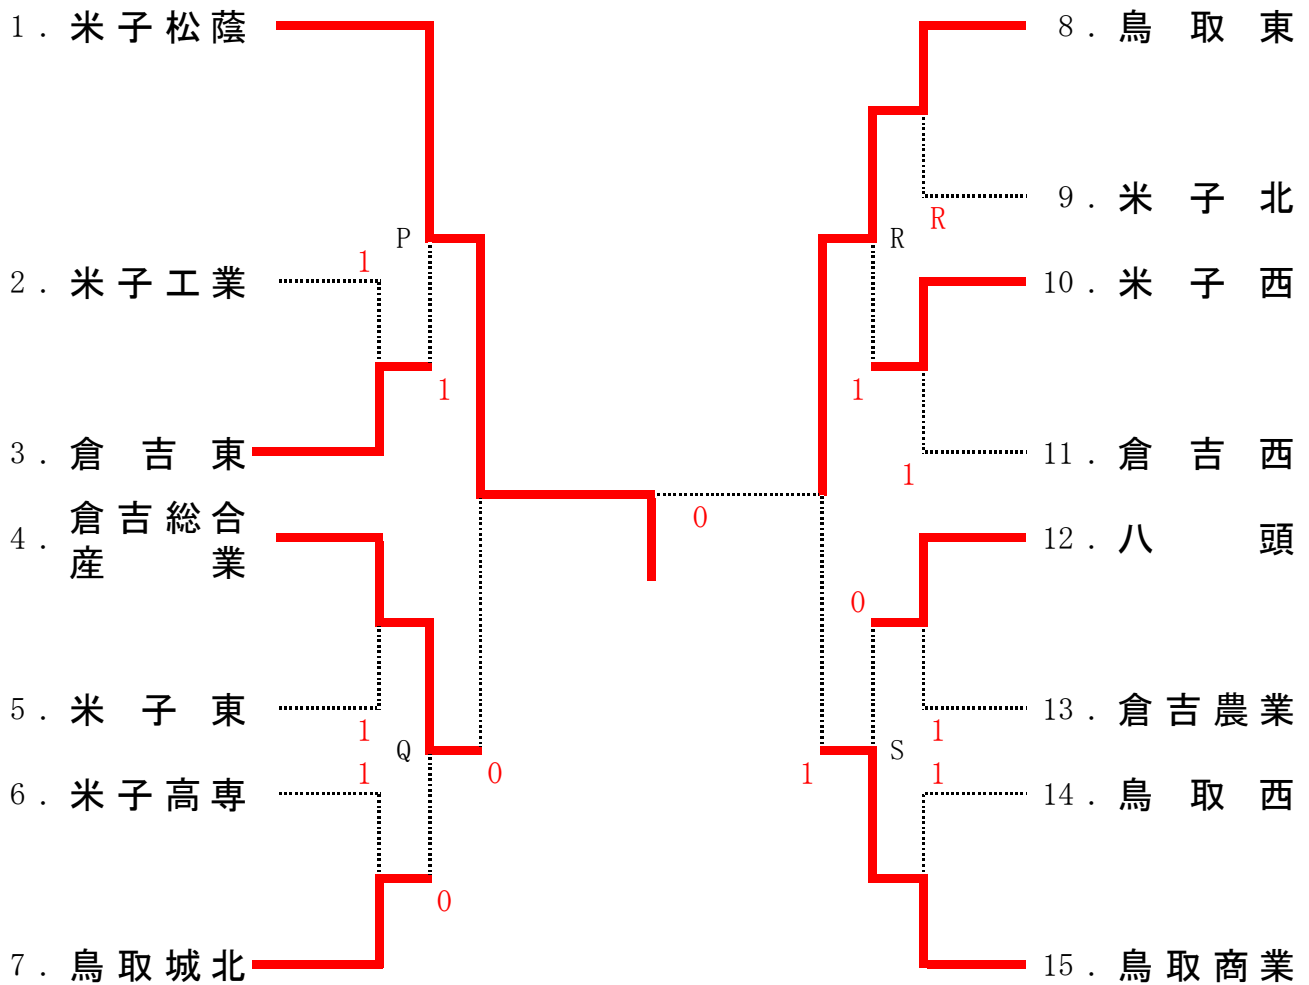 1. 米子松蔭
P
1
2. 米子工業
1
3. 倉吉東
4. 倉吉総合
産業
5. 米子東
1
Q
1
0
6. 米子高専
0
7. 鳥取城北
0
8. 鳥取東
9. 米子北
R
R
10. 米子西
1
11. 倉吉西
1
12. 八頭
0
13. 倉吉農業
1
S
1
1
14. 鳥取西
15. 鳥取商業